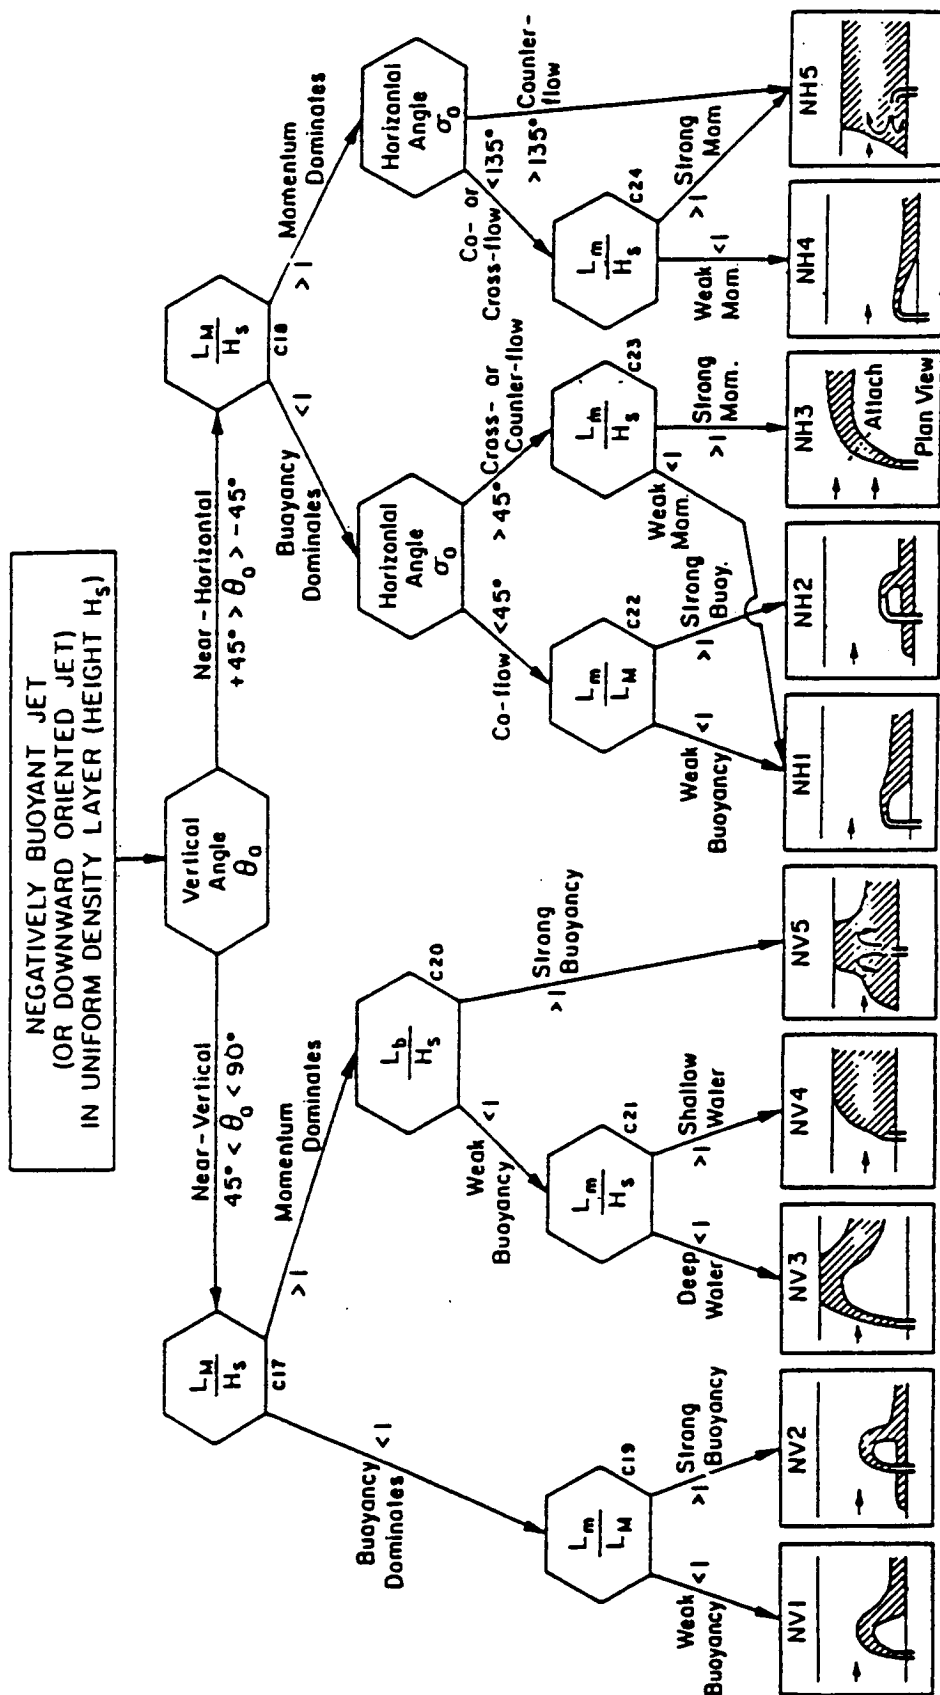 NEGATIVELY BUOYANT JET
(OR DOWNWARD ORIENTED JET)
IN UNIFORM DENSITY LAYER (HEIGHT Hs)
Vertical
Angle
θo
Near-Vertical
45° < θo < 90°
Near-Horizontal
+45° > θo > -45°
LM
Hs
C17
LM
Hs
C18
Buoyancy
Dominates
<1
>1
Momentum
Dominates
Buoyancy
Dominates
<1
>1
Momentum
Dominates
Lb
Hs
C20
Horizontal
Angle
σo
Horizontal
Angle
σo
Weak
Buoyancy
<1
>1
Strong
Buoyancy
Co-flow
<45°
>45°
Cross- or
Counter-flow
Co- or
Cross-flow
<135°
>135°
Counter-
flow
Lm
LM
C19
Lm
Hs
C21
Lm
LM
C22
Lm
Hs
C23
Lm
Hs
C24
Weak
Buoyancy
<1
>1
Strong
Buoyancy
Deep
Water
<1
>1
Shallow
Water
Weak
Buoyancy
<1
>1
Strong
Buoy.
Weak
Mom.
<1
>1
Strong
Mom.
Weak
Mom.
<1
>1
Strong
Mom
NV1
NV2
NV3
NV4
NV5
NH1
NH2
NH3
Attach
Plan View
NH4
NH5